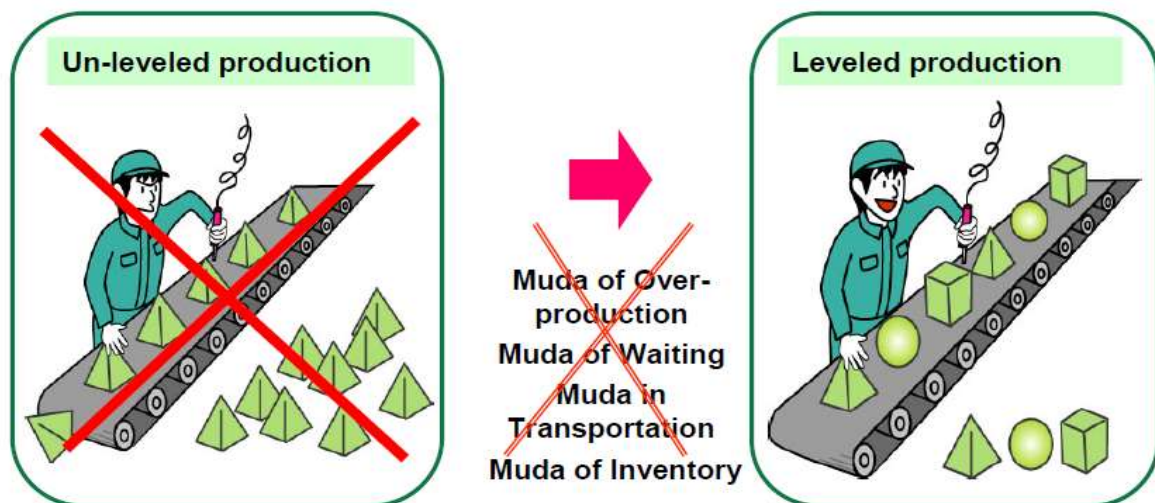 Un-leveled production
Leveled production
Muda of Over-
production
Muda of Waiting
Muda in
Transportation
Muda of Inventory